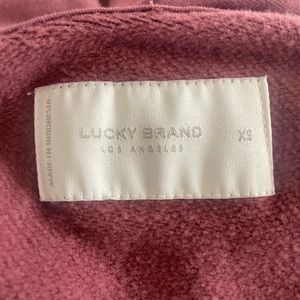 MADE IN INDONESIA
LUCKY BRAND
LOS ANGELES
XS